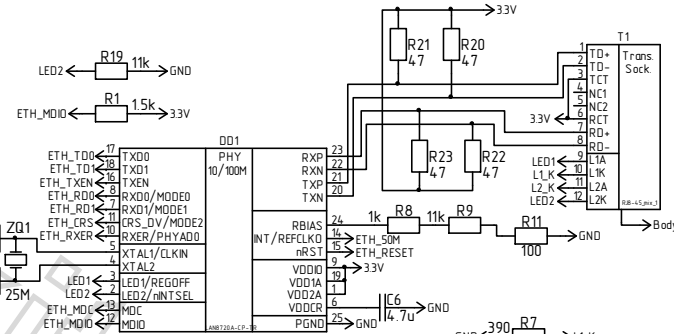 3.3V
T1
R21
47
R20
47
1 TD+
2 TD-
3 TCT
4 NC1
5 NC2
6 RCT
7 RD+
8 RD-
Trans.
Sock.
3.3V
LED1 9 L1A
L1_K 10 L1K
L2_K 11 L2A
LED2 12 L2K
RJB-45_mix_1
Body
LED2 R19 11k GND
ETH_MDIO R1 1.5k 3.3V
R23
47
R22
47
DD1
PHY
10/100M
ETH_TD0 17 TXD0
ETH_TD1 18 TXD1
ETH_TXEN 16 TXEN
ETH_RD0 8 RXD0/MODE0
ETH_RD1 7 RXD1/MODE1
ETH_CRS 11 CRS_DV/MODE2
ETH_RXER 10 RXER/PHYAD0
5 XTAL1/CLKIN
4 XTAL2
LED1 3 LED1/REGOFF
LED2 2 LED2/nINTSEL
ETH_MDC 13 MDC
ETH_MDIO 12 MDIO
LAN8720A-CP-TR
RXP 23
RXN 22
TXP 21
TXN 20
RBIAS 24
INT/REFCLKO 14 ETH_50M
nRST 15 ETH_RESET
VDDIO 9 3.3V
VDD1A 19
VDD2A 1
VDDCR 6
PGND 25 GND
1k R8 11k R9
R11
100
GND
C6
4.7u
GND
ZQ1
25M
GND 390 R7 L1_K